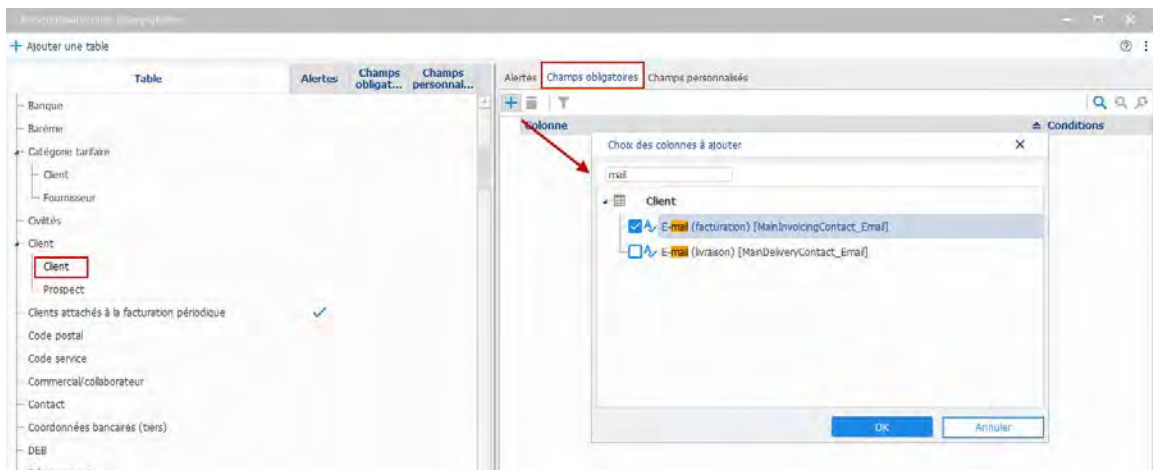 Ajouter une table
Table Alertes Champs obligat... Champs personnal...
Banque
Barème
Catégorie tarifaire
Client
Fournisseur
Civilités
Client
Client
Prospect
Clients attachés à la facturation périodique
Code postal
Code service
Commercial/collaborateur
Contact
Coordonnées bancaires (tiers)
DEB
Alertes Champs obligatoires Champs personnalisés
Colonne Conditions
Choix des colonnes à ajouter
mail
Client
E-mail (facturation) [MainInvoicingContact_Email]
E-mail (livraison) [MainDeliveryContact_Email]
OK Annuler